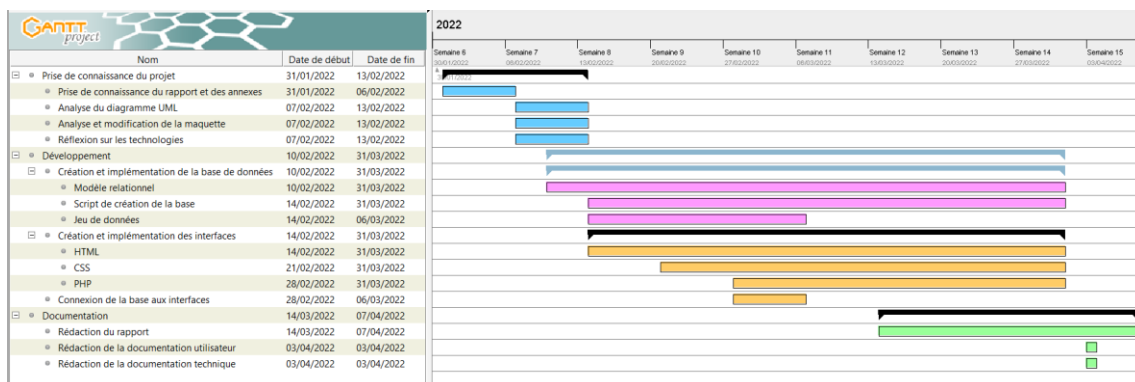 GANTT
project
2022
Semaine 6 Semaine 7 Semaine 8 Semaine 9 Semaine 10 Semaine 11 Semaine 12 Semaine 13 Semaine 14 Semaine 15
30/01/2022 06/02/2022 13/02/2022 20/02/2022 27/02/2022 06/03/2022 13/03/2022 20/03/2022 27/03/2022 03/04/2022
Nom Date de début Date de fin
Prise de connaissance du projet 31/01/2022 13/02/2022
Prise de connaissance du rapport et des annexes 31/01/2022 06/02/2022
Analyse du diagramme UML 07/02/2022 13/02/2022
Analyse et modification de la maquette 07/02/2022 13/02/2022
Réflexion sur les technologies 07/02/2022 13/02/2022
Développement 10/02/2022 31/03/2022
Création et implémentation de la base de données 10/02/2022 31/03/2022
Modèle relationnel 10/02/2022 31/03/2022
Script de création de la base 14/02/2022 31/03/2022
Jeu de données 14/02/2022 06/03/2022
Création et implémentation des interfaces 14/02/2022 31/03/2022
HTML 14/02/2022 31/03/2022
CSS 21/02/2022 31/03/2022
PHP 28/02/2022 31/03/2022
Connexion de la base aux interfaces 28/02/2022 06/03/2022
Documentation 14/03/2022 07/04/2022
Rédaction du rapport 14/03/2022 07/04/2022
Rédaction de la documentation utilisateur 03/04/2022 03/04/2022
Rédaction de la documentation technique 03/04/2022 03/04/2022